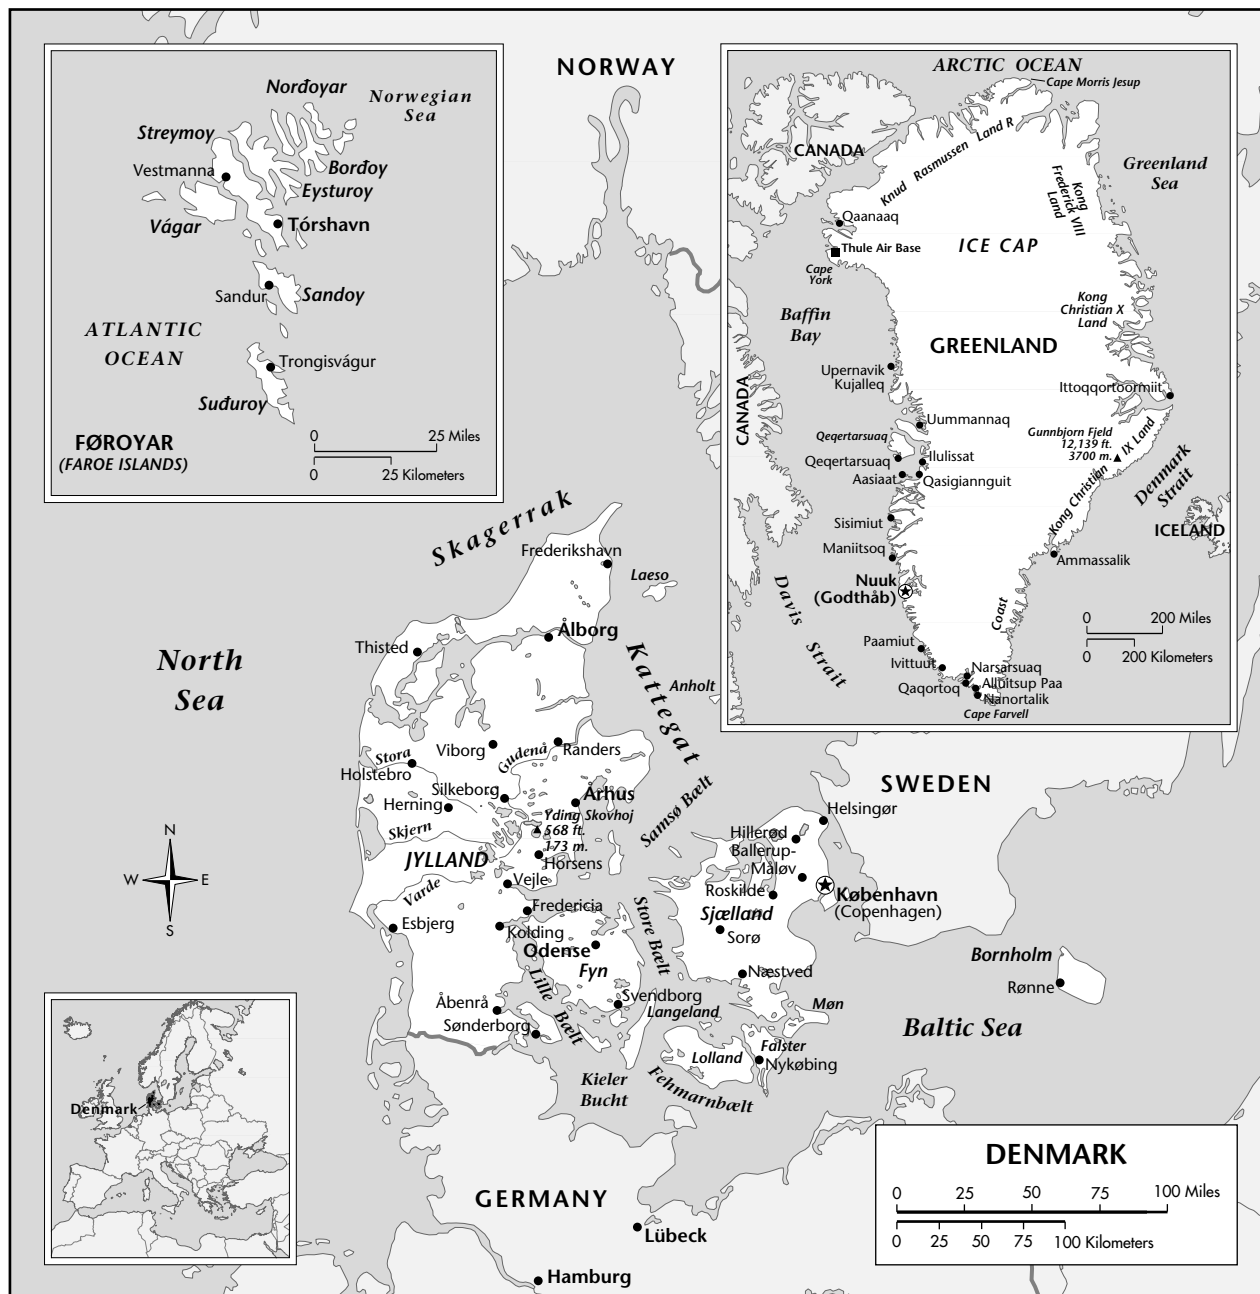 NORWAY
Norðoyar
Norwegian
Sea
Streymoy
Vestmanna
Borðoy
Eysturoy
Vágar
Tórshavn
Sandur
Sandoy
ATLANTIC
OCEAN
Trongisvágur
Suðuroy
FØROYAR
(FAROE ISLANDS)
0 25 Miles
0 25 Kilometers
ARCTIC OCEAN
Cape Morris Jesup
CANADA
Knud Rasmussen Land R
Greenland
Sea
Kong
Frederick VIII
Land
Qaanaaq
Thule Air Base
ICE CAP
Cape
York
Kong
Christian X
Land
Baffin
Bay
GREENLAND
Upernavik
Kujalleq
CANADA
Ittoqqortoormiit
Uummannaq
Gunnbjorn Fjeld
12,139 ft.
3700 m.
Qeqertarsuaq
Qeqertarsuaq
Ilulissat
Aasiaat
Qasigiannguit
Kong Christian IX Land
Denmark
Strait
ICELAND
Sisimiut
Maniitsoq
Ammassalik
Nuuk
(Godthåb)
Davis Strait
Coast
0 200 Miles
0 200 Kilometers
Paamiut
Ivittuut
Narsarsuaq
Qaqortoq
Alluitsup Paa
Nanortalik
Cape Farvell
Skagerrak
Frederikshavn
Laeso
Ålborg
Thisted
North
Sea
Kattegat
Anholt
Viborg
Gudenå
Randers
Stora
Holstebro
Silkeborg
Århus
Herning
Yding Skovhoj
568 ft.
173 m.
Samsø Bælt
SWEDEN
Helsingør
Hillerød
Ballerup-
Måløv
Skjern
JYLLAND
Horsens
Vejle
Roskilde
København
(Copenhagen)
Varde
Fredericia
Sjælland
Esbjerg
Kolding
Store Bælt
Sorø
Odense
Fyn
Bornholm
Rønne
Næstved
Lille Bælt
Åbenrå
Svendborg
Langeland
Møn
Sønderborg
Baltic Sea
Lolland
Falster
Nykøbing
Kieler
Bucht
Fehmarnbælt
N
W E
S
Denmark
GERMANY
Lübeck
Hamburg
DENMARK
0 25 50 75 100 Miles
0 25 50 75 100 Kilometers